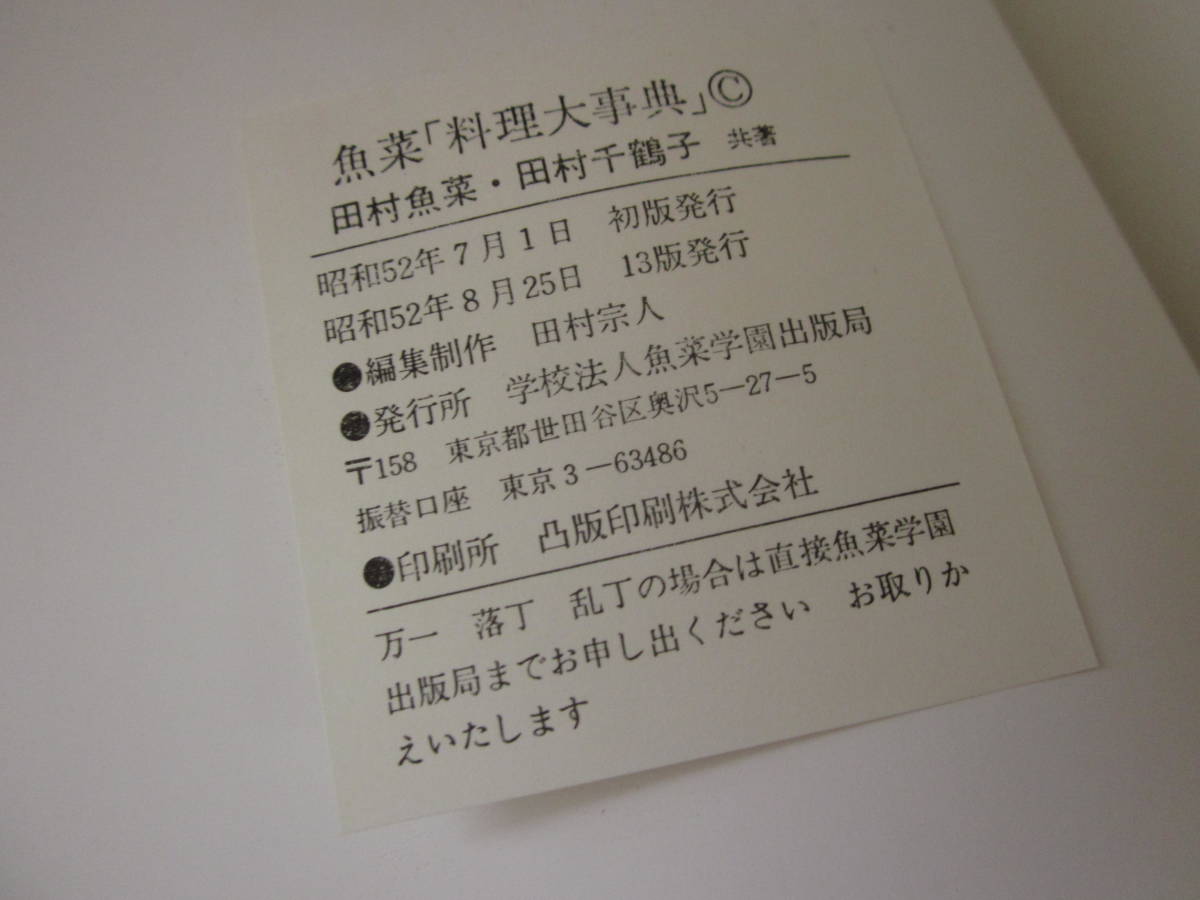 魚菜「料理大事典」©
田村魚菜・田村千鶴子 共著
昭和52年7月1日 初版発行
昭和52年8月25日 13版発行
●編集制作 田村宗人
●発行所 学校法人魚菜学園出版局
〒158 東京都世田谷区奥沢5－27－5
振替口座 東京3－63486
●印刷所 凸版印刷株式会社
万一 落丁 乱丁の場合は直接魚菜学園
出版局までお申し出ください お取りか
えいたします